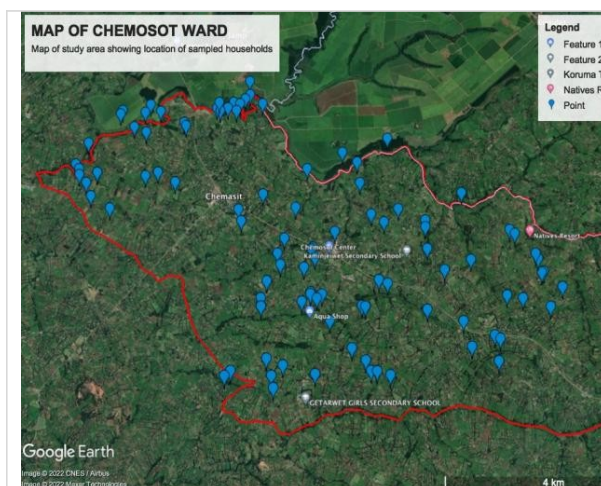 MAP OF CHEMOSOT WARD
Map of study area showing location of sampled households
Legend
Feature 1
Feature 2
Koruma T
Natives R
Point
Chemasit
Chemosot Center
Kaminjeiwet Secondary School
Natives Resort
Aqua Shop
GETARWET GIRLS SECONDARY SCHOOL
Google Earth
Image © 2022 CNES / Airbus
Image © 2022 Maxar Technologies
4 km